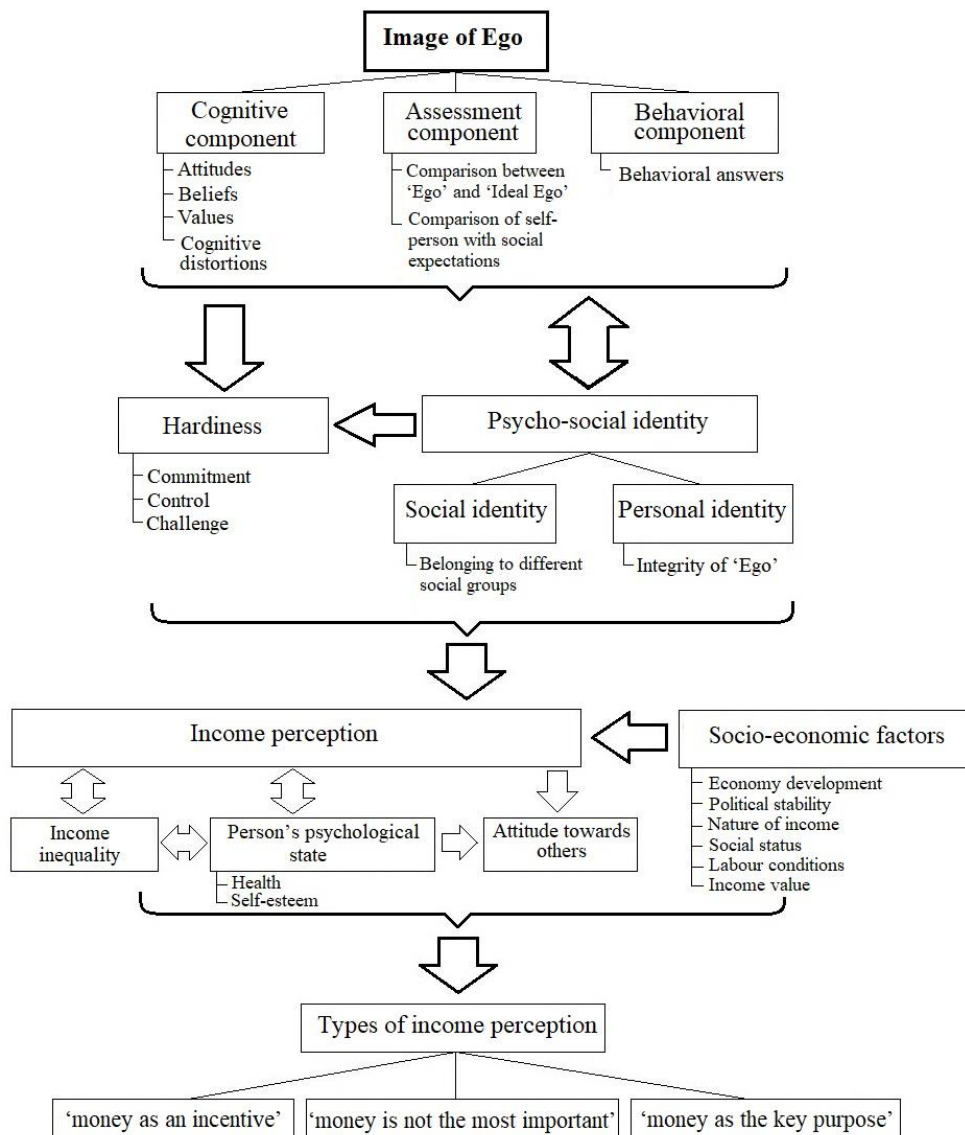 Image of Ego
Cognitive
component
Assessment
component
Behavioral
component
Attitudes
Beliefs
Values
Cognitive
distortions
Comparison between
‘Ego’ and ‘Ideal Ego’
Comparison of self-
person with social
expectations
Behavioral answers
Hardiness
Commitment
Control
Challenge
Psycho-social identity
Social identity
Belonging to different
social groups
Personal identity
Integrity of ‘Ego’
Income perception
Socio-economic factors
Economy development
Political stability
Nature of income
Social status
Labour conditions
Income value
Income
inequality
Person’s psychological
state
Health
Self-esteem
Attitude towards
others
Types of income perception
‘money as an incentive’
‘money is not the most important’
‘money as the key purpose’